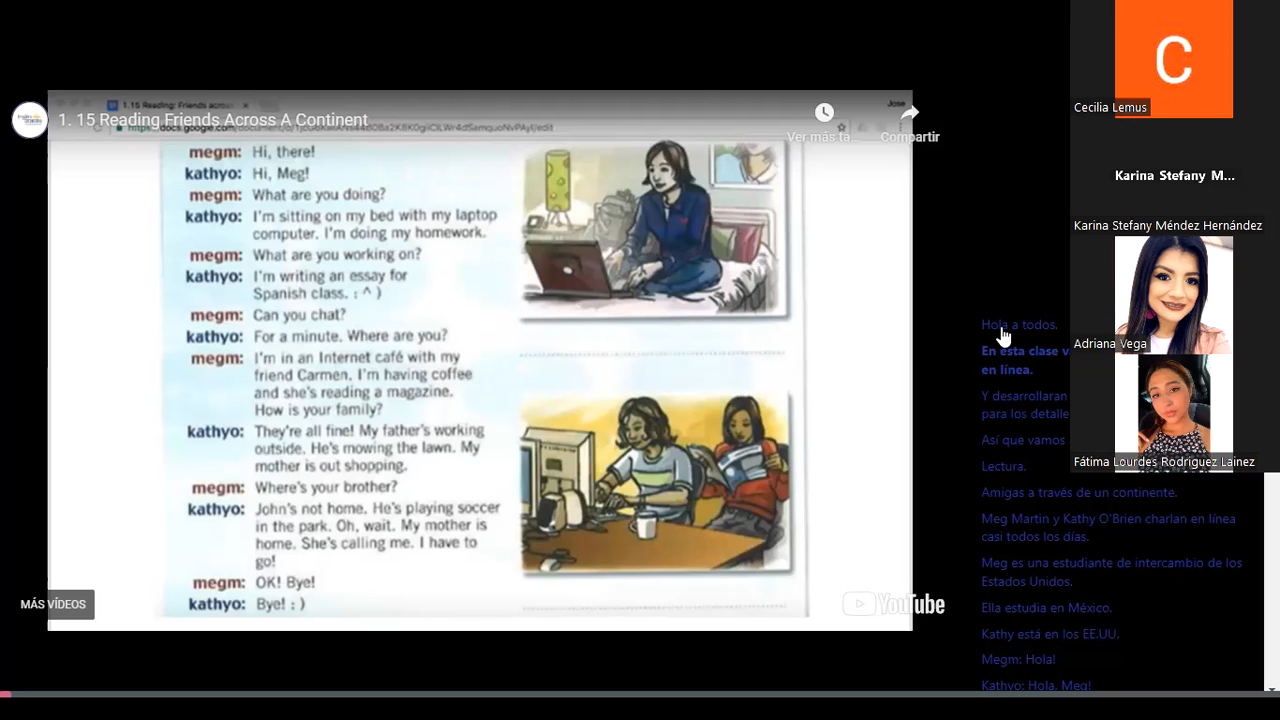 1.15 Reading: Friends across
Jose
1. 15 Reading Friends Across A Continent
Ver más ta...
Compartir
megm: Hi, there!
kathyo: Hi, Meg!
megm: What are you doing?
kathyo: I'm sitting on my bed with my laptop
computer. I'm doing my homework.
megm: What are you working on?
kathyo: I'm writing an essay for
Spanish class. : ^ )
megm: Can you chat?
kathyo: For a minute. Where are you?
megm: I'm in an Internet café with my
friend Carmen. I'm having coffee
and she's reading a magazine.
How is your family?
kathyo: They're all fine! My father's working
outside. He's mowing the lawn. My
mother is out shopping.
megm: Where's your brother?
kathyo: John's not home. He's playing soccer
in the park. Oh, wait. My mother is
home. She's calling me. I have to
go!
megm: OK! Bye!
kathyo: Bye! : )
MÁS VÍDEOS
YouTube
Hola a todos.
En esta clase v
en línea.
Y desarrollaran
para los detalle
Así que vamos
Lectura.
Amigas a través de un continente.
Meg Martin y Kathy O'Brien charlan en línea
casi todos los días.
Meg es una estudiante de intercambio de los
Estados Unidos.
Ella estudia en México.
Kathy está en los EE.UU.
Megm: Hola!
Kathyo: Hola, Meg!
C
Cecilia Lemus
Karina Stefany M...
Karina Stefany Méndez Hernández
Adriana Vega
Fátima Lourdes Rodríguez Lainez